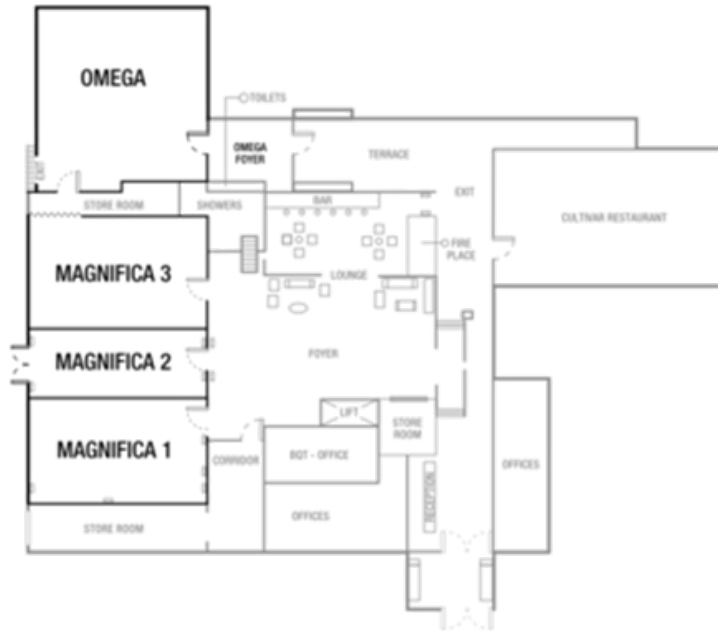 OMEGA
TOILETS
OMEGA
FOYER
TERRACE
EXIT
STORE ROOM
SHOWERS
BAR
EXIT
CULTIVAR RESTAURANT
FIRE
PLACE
MAGNIFICA 3
LOUNGE
MAGNIFICA 2
FOYER
LIFT
STORE
ROOM
MAGNIFICA 1
CORRIDOR
BQT - OFFICE
OFFICES
RECEPTION
OFFICES
STORE ROOM